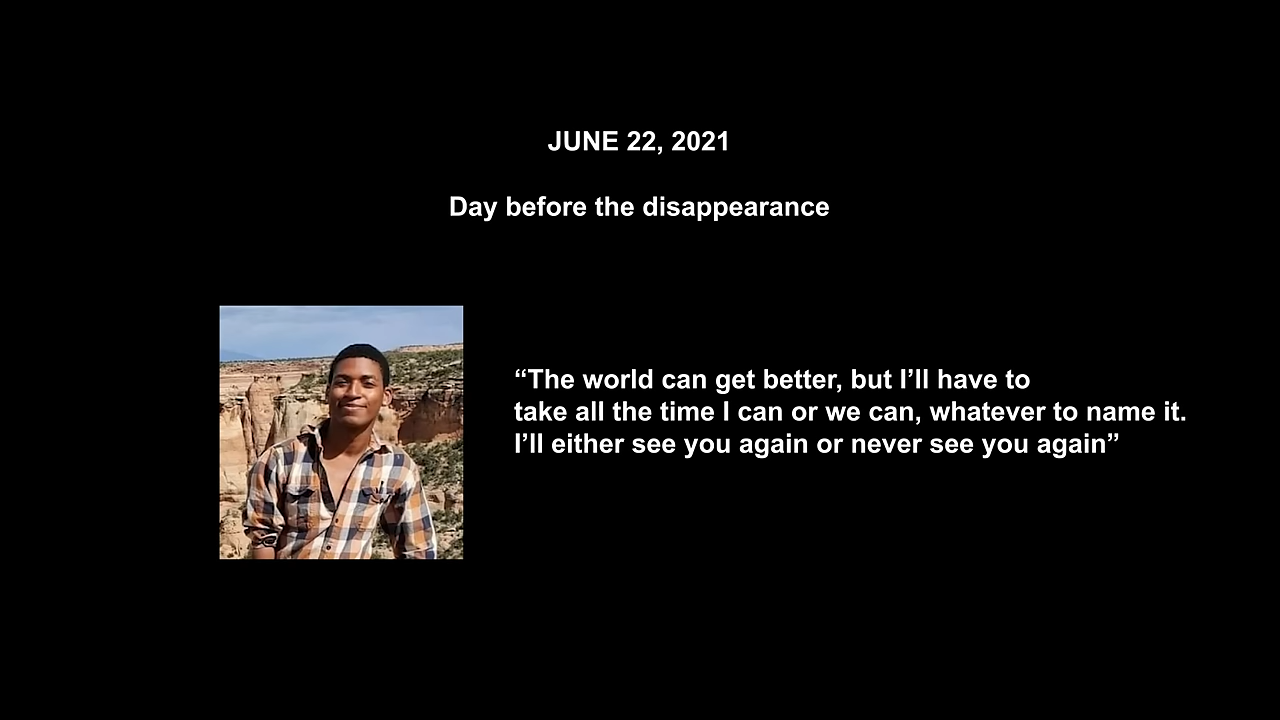 JUNE 22, 2021
Day before the disappearance
“The world can get better, but I’ll have to
take all the time I can or we can, whatever to name it.
I’ll either see you again or never see you again”